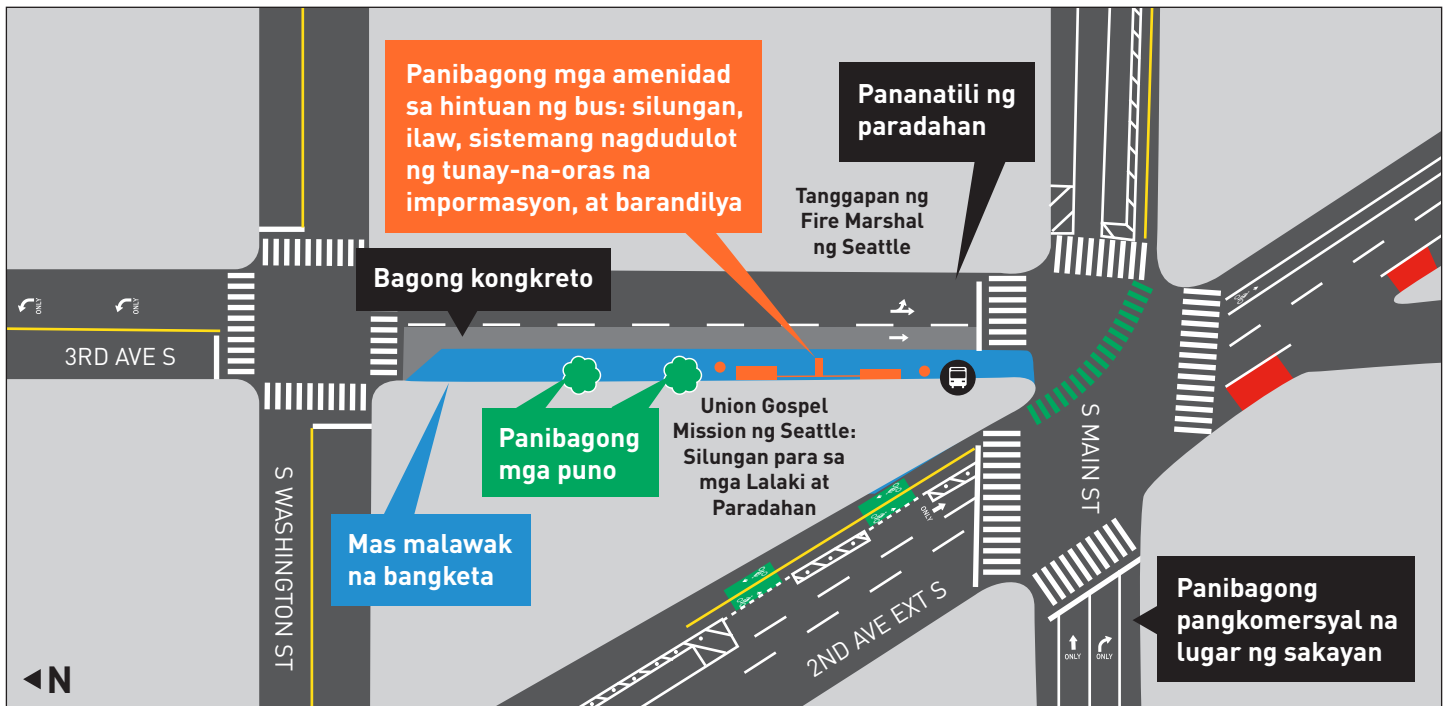 Panibagong mga amenidad
sa hintuan ng bus: silungan,
ilaw, sistemang nagdudulot
ng tunay-na-oras na
impormasyon, at barandilya
Pananatili ng
paradahan
Tanggapan ng
Fire Marshal
ng Seattle
Bagong kongkreto
ONLY
ONLY
3RD AVE S
Panibagong
mga puno
Union Gospel
Mission ng Seattle:
Silungan para sa
mga Lalaki at
Paradahan
S MAIN ST
S WASHINGTON ST
Mas malawak
na bangketa
ONLY
2ND AVE EXT S
ONLY
ONLY
Panibagong
pangkomersyal na
lugar ng sakayan
N